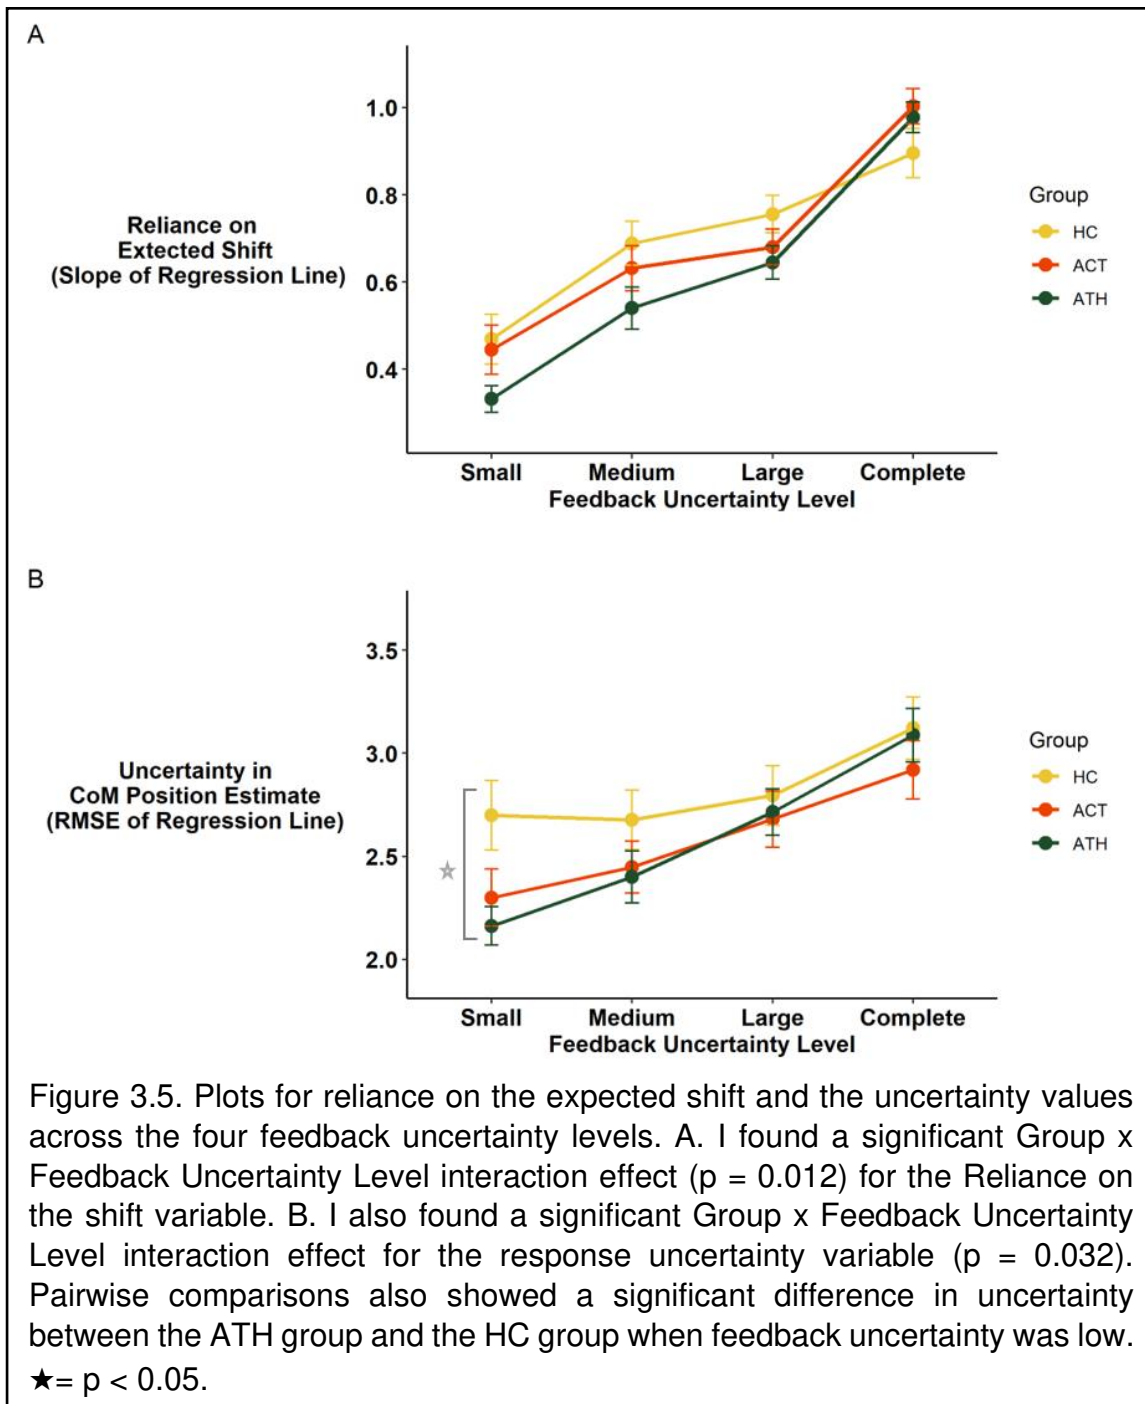 A
1.0
0.8
0.6
0.4
Reliance on
Extected Shift
(Slope of Regression Line)
Small Medium Large Complete
Feedback Uncertainty Level
Group
HC
ACT
ATH
B
3.5
3.0
2.5
2.0
Uncertainty in
CoM Position Estimate
(RMSE of Regression Line)
Small Medium Large Complete
Feedback Uncertainty Level
Group
HC
ACT
ATH
Figure 3.5. Plots for reliance on the expected shift and the uncertainty values
across the four feedback uncertainty levels. A. I found a significant Group x
Feedback Uncertainty Level interaction effect (p = 0.012) for the Reliance on
the shift variable. B. I also found a significant Group x Feedback Uncertainty
Level interaction effect for the response uncertainty variable (p = 0.032).
Pairwise comparisons also showed a significant difference in uncertainty
between the ATH group and the HC group when feedback uncertainty was low.
★= p < 0.05.